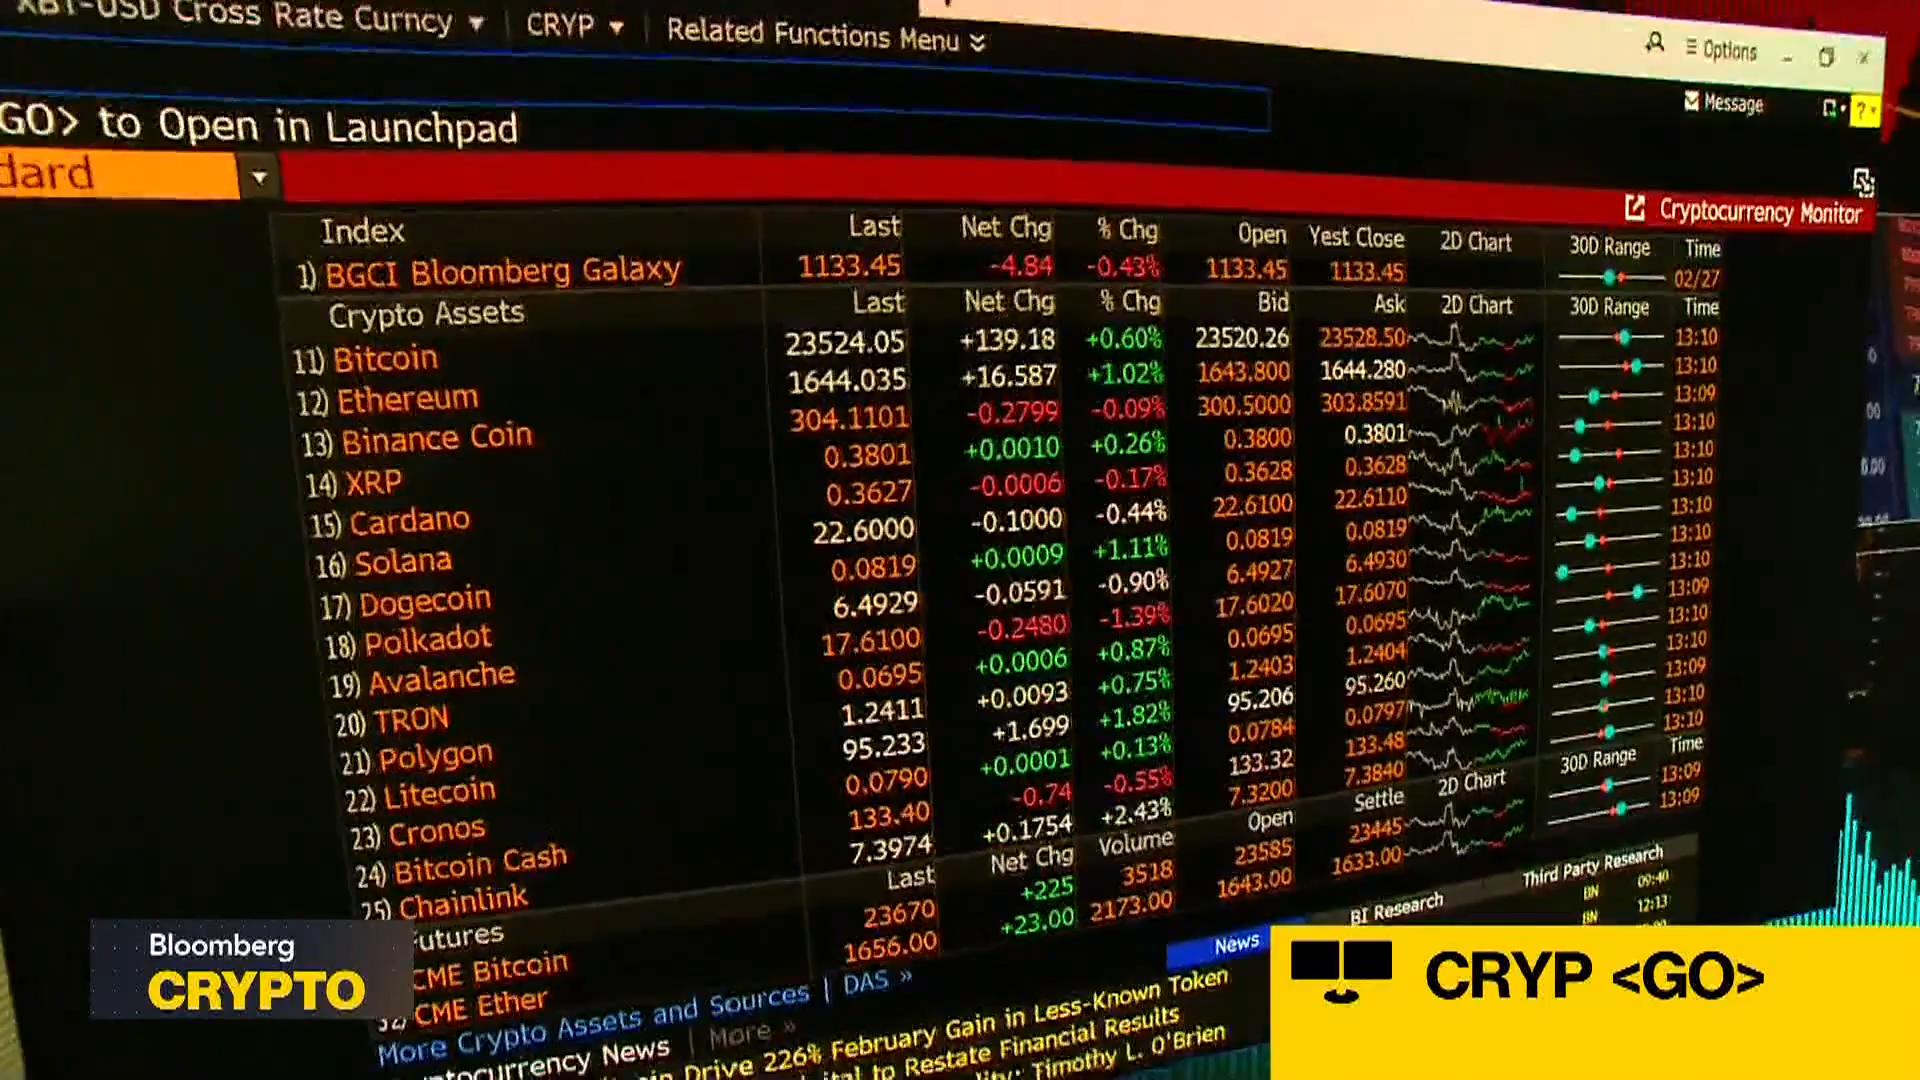 XBT-USD Cross Rate Curncy CRYP Related Functions Menu
Options
GO> to Open in Launchpad
Message
dard
Cryptocurrency Monitor
Index Last Net Chg % Chg Open Yest Close 2D Chart 30D Range Time
1) BGCI Bloomberg Galaxy 1133.45 -4.84 -0.43% 1133.45 1133.45 02/27
Crypto Assets Last Net Chg % Chg Bid Ask 2D Chart 30D Range Time
11) Bitcoin 23524.05 +139.18 +0.60% 23520.26 23528.50 13:10
12) Ethereum 1644.035 +16.587 +1.02% 1643.800 1644.280 13:10
13) Binance Coin 304.1101 -0.2799 -0.09% 300.5000 303.8591 13:09
14) XRP 0.3801 +0.0010 +0.26% 0.3800 0.3801 13:10
15) Cardano 0.3627 -0.0006 -0.17% 0.3628 0.3628 13:10
16) Solana 22.6000 -0.1000 -0.44% 22.6100 22.6110 13:10
17) Dogecoin 0.0819 +0.0009 +1.11% 0.0819 0.0819 13:10
18) Polkadot 6.4929 -0.0591 -0.90% 6.4927 6.4930 13:10
19) Avalanche 17.6100 -0.2480 -1.39% 17.6020 17.6070 13:10
20) TRON 0.0695 +0.0006 +0.87% 0.0695 0.0695 13:09
21) Polygon 1.2411 +0.0093 +0.75% 1.2403 1.2404 13:10
22) Litecoin 95.233 +1.699 +1.82% 95.206 95.260 13:10
23) Cronos 0.0790 +0.0001 +0.13% 0.0784 0.0797 13:09
24) Bitcoin Cash 133.40 -0.74 -0.55% 133.32 133.48 13:10
25) Chainlink 7.3974 +0.1754 +2.43% 7.3200 7.3840 13:10
utures Last Net Chg Volume Open Settle 2D Chart 30D Range Time
CME Bitcoin 23670 +225 3518 23585 23445 13:09
32) CME Ether 1656.00 +23.00 2173.00 1643.00 1633.00 13:09
More Crypto Assets and Sources | DAS »
News
BI Research
Third Party Research
BN 09:40
BN 12:13
tocurrency News | More »
in Drive 226% February Gain in Less-Known Token
ital to Restate Financial Results
lity: Timothy L. O'Brien
Bloomberg
CRYPTO
CRYP <GO>